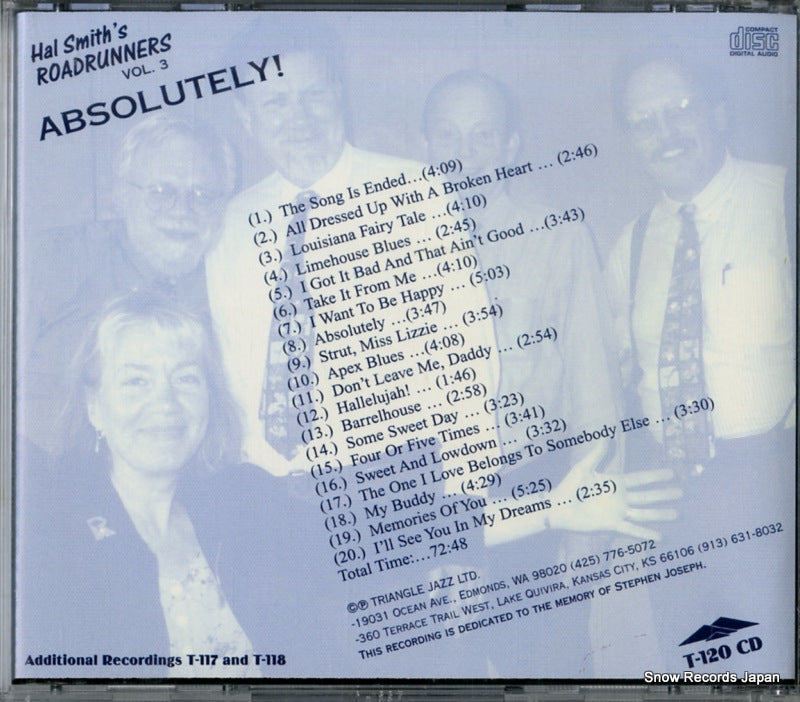 Hal Smith's
ROADRUNNERS
VOL. 3
ABSOLUTELY!
COMPACT
disc
DIGITAL AUDIO
(1.) The Song Is Ended...(4:09)
(2.) All Dressed Up With A Broken Heart ... (2:46)
(3.) Louisiana Fairy Tale ...(4:10)
(4.) Limehouse Blues ... (2:45)
(5.) I Got It Bad And That Ain't Good ...(3:43)
(6.) Take It From Me ...(4:10)
(7.) I Want To Be Happy ... (5:03)
(8.) Absolutely ...(3:47)
(9.) Strut, Miss Lizzie ... (3:54)
(10.) Apex Blues ...(4:08)
(11.) Don't Leave Me, Daddy ... (2:54)
(12.) Hallelujah! ... (1:46)
(13.) Barrelhouse ... (2:58)
(14.) Some Sweet Day ... (3:23)
(15.) Four Or Five Times ... (3:41)
(16.) Sweet And Lowdown ... (3:32)
(17.) The One I Love Belongs To Somebody Else ... (3:30)
(18.) My Buddy ... (4:29)
(19.) Memories Of You ... (5:25)
(20.) I'll See You In My Dreams ... (2:35)
Total Time:...72:48
©℗ TRIANGLE JAZZ LTD.
-19031 OCEAN AVE., EDMONDS, WA 98020 (425) 776-5072
-360 TERRACE TRAIL WEST, LAKE QUIVIRA, KANSAS CITY, KS 66106 (913) 631-8032
THIS RECORDING IS DEDICATED TO THE MEMORY OF STEPHEN JOSEPH.
Additional Recordings T-117 and T-118
T-120 CD
Snow Records Japan